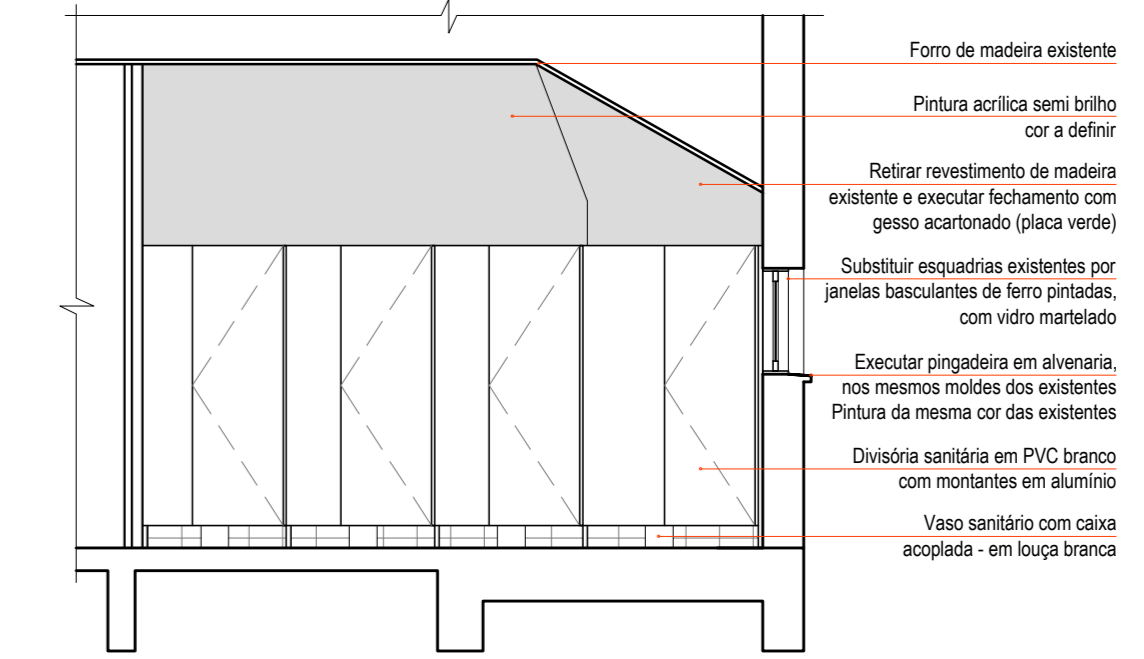 Forro de madeira existente
Pintura acrílica semi brilho
cor a definir
Retirar revestimento de madeira
existente e executar fechamento com
gesso acartonado (placa verde)
Substituir esquadrias existentes por
janelas basculantes de ferro pintadas,
com vidro martelado
Executar pingadeira em alvenaria,
nos mesmos moldes dos existentes
Pintura da mesma cor das existentes
Divisória sanitária em PVC branco
com montantes em alumínio
Vaso sanitário com caixa
acoplada - em louça branca